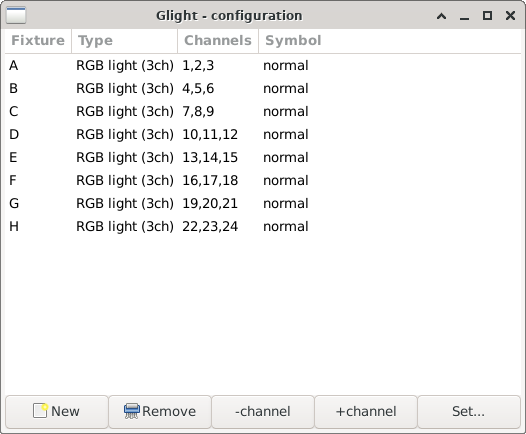 Glight - configuration
Fixture Type Channels Symbol
A RGB light (3ch) 1,2,3 normal
B RGB light (3ch) 4,5,6 normal
C RGB light (3ch) 7,8,9 normal
D RGB light (3ch) 10,11,12 normal
E RGB light (3ch) 13,14,15 normal
F RGB light (3ch) 16,17,18 normal
G RGB light (3ch) 19,20,21 normal
H RGB light (3ch) 22,23,24 normal
New Remove -channel +channel Set...